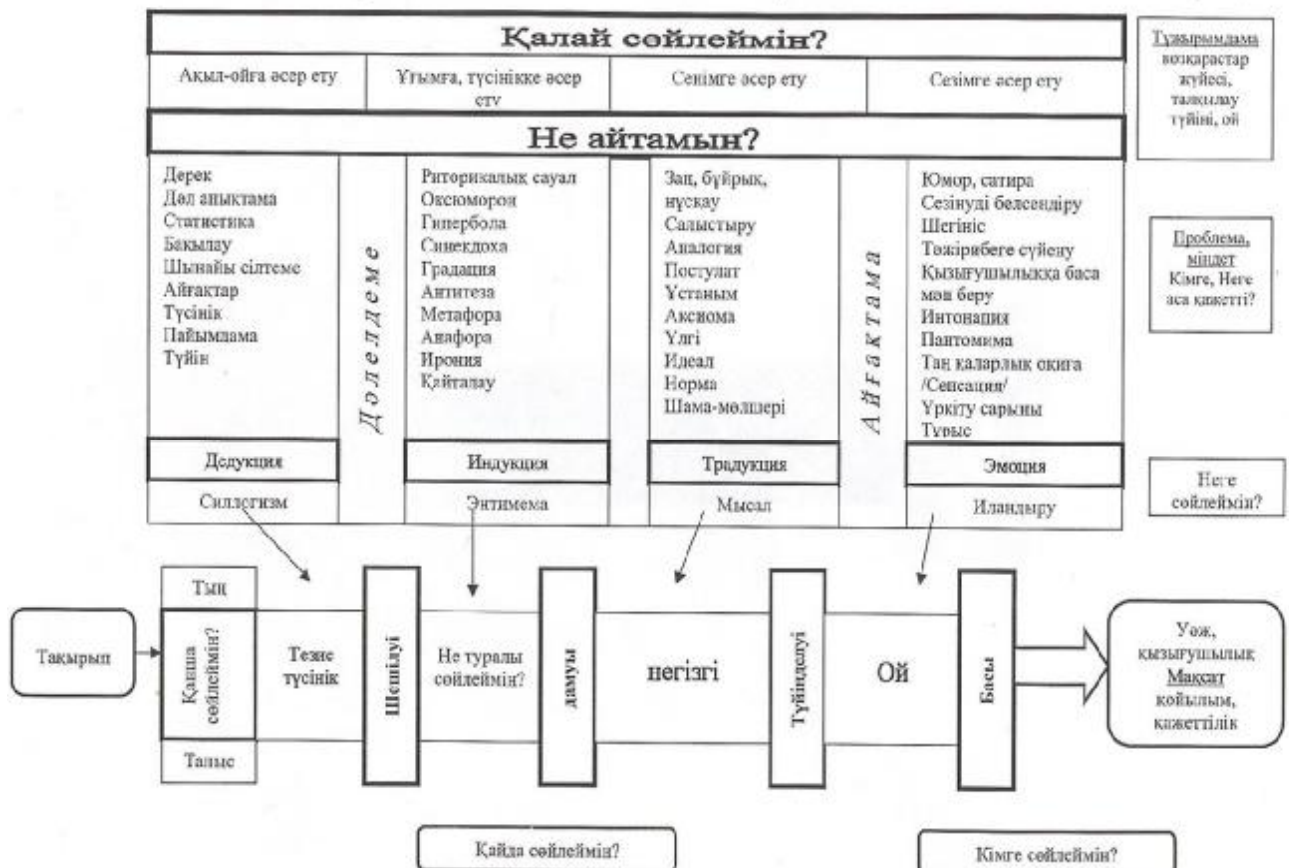 Қалай сөйлеймін?
Ақыл-ойға әсер ету
Ұғымға, түсінікке әсер
ету
Сенімге әсер ету
Сезімге әсер ету
Не айтамын?
Дерек
Дәл анықтама
Статистика
Бақылау
Шынайы сілтеме
Айғақтар
Түсінік
Пайымдама
Түйін
Дәлелдеме
Риторикалық сауал
Оксюморон
Гипербола
Синекдоха
Градация
Антитеза
Метафора
Анафора
Ирония
Қайталау
Заң, бұйрық,
нұсқау
Салыстыру
Аналогия
Постулат
Ұстаным
Аксиома
Үлгі
Идеал
Норма
Шама-мөлшері
Айғақтама
Юмор, сатира
Сезінуді белсендіру
Шегініс
Тәжірибеге сүйену
Қызығушылыққа баса
мән беру
Интонация
Пантомима
Таң қаларлық оқиға
/Сенсация/
Үркіту сарыны
Тұрыс
Дедукция
Индукция
Традукция
Эмоция
Силлогизм
Энтимема
Мысал
Иландыру
Тұжырымдама
көзқарастар
жүйесі,
талқылау
түйіні, ой
Проблема,
міндет
Кімге, Неге
аса қажетті?
Неге
сөйлеймін?
Тақырып
Тың
Қанша
сөйлеймін?
Таныс
Тезис
түсінік
Шешілуі
Не туралы
сөйлеймін?
дамуы
негізгі
Түйінделуі
Ой
Басы
Уәж,
қызығушылық
Мақсат
қойылым,
қажеттілік
Қайда сөйлеймін?
Кімге сөйлеймін?